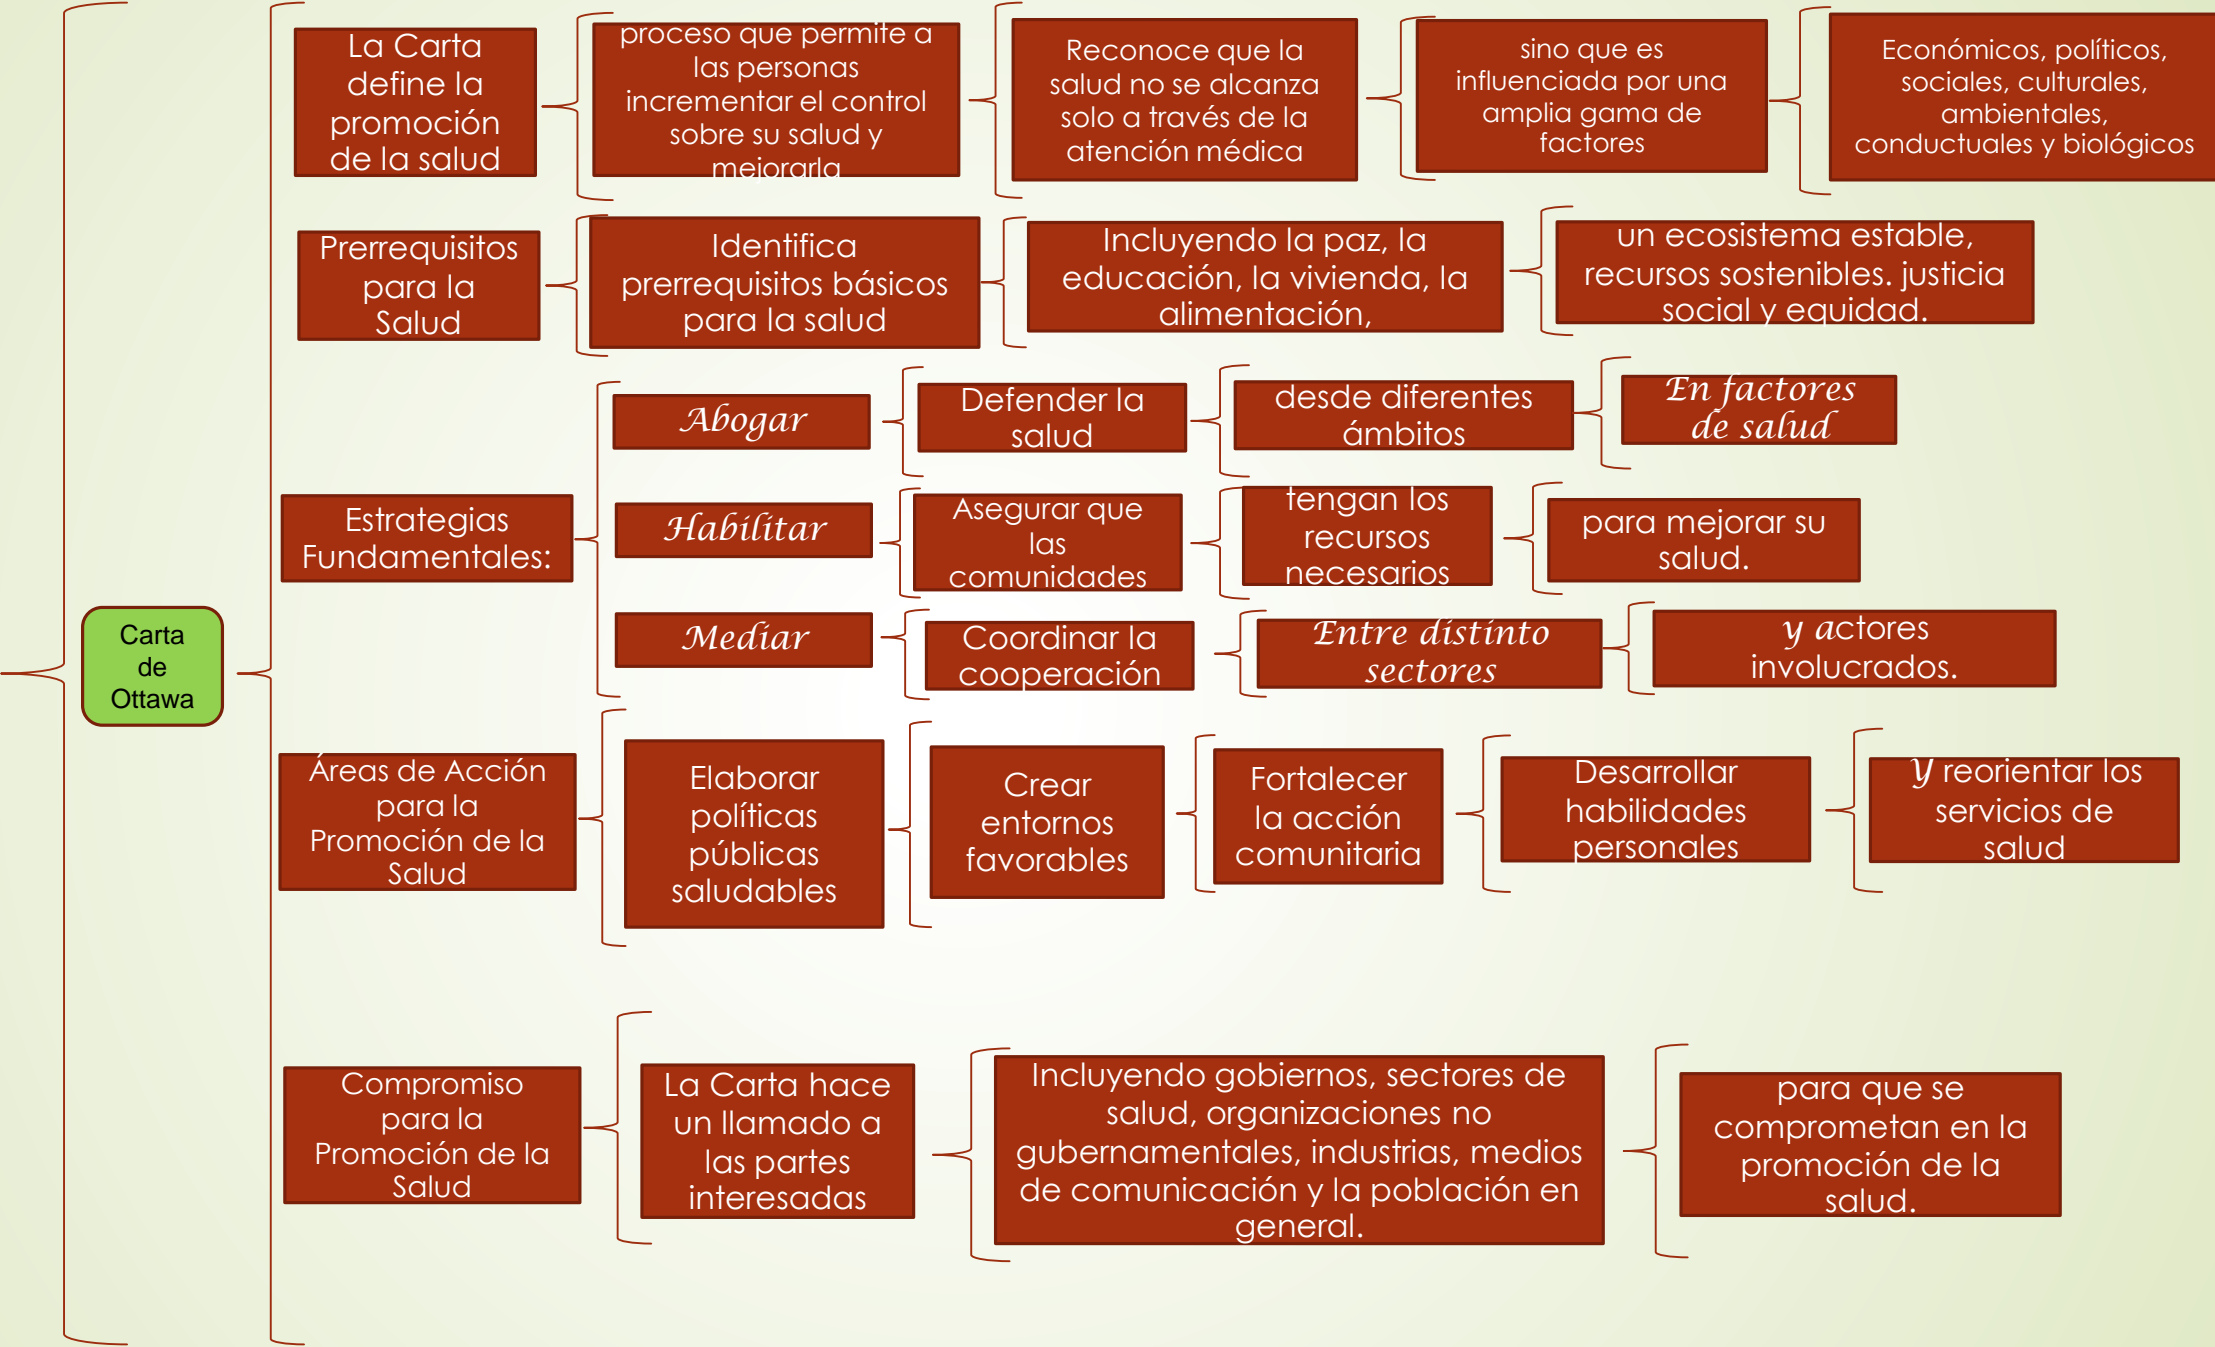 La Carta
define la
promoción
de la salud
proceso que permite a
las personas
incrementar el control
sobre su salud y
mejorarla
Reconoce que la
salud no se alcanza
solo a través de la
atención médica
sino que es
influenciada por una
amplia gama de
factores
Económicos, políticos,
sociales, culturales,
ambientales,
conductuales y biológicos
Prerrequisitos
para la
Salud
Identifica
prerrequisitos básicos
para la salud
Incluyendo la paz, la
educación, la vivienda, la
alimentación,
un ecosistema estable,
recursos sostenibles. justicia
social y equidad.
Carta
de
Ottawa
Estrategias
Fundamentales:
Abogar
Defender la
salud
desde diferentes
ámbitos
En factores
de salud
Habilitar
Asegurar que
las
comunidades
tengan los
recursos
necesarios
para mejorar su
salud.
Mediar
Coordinar la
cooperación
Entre distinto
sectores
y actores
involucrados.
Áreas de Acción
para la
Promoción de la
Salud
Elaborar
políticas
públicas
saludables
Crear
entornos
favorables
Fortalecer
la acción
comunitaria
Desarrollar
habilidades
personales
Y reorientar los
servicios de
salud
Compromiso
para la
Promoción de la
Salud
La Carta hace
un llamado a
las partes
interesadas
Incluyendo gobiernos, sectores de
salud, organizaciones no
gubernamentales, industrias, medios
de comunicación y la población en
general.
para que se
comprometan en la
promoción de la
salud.